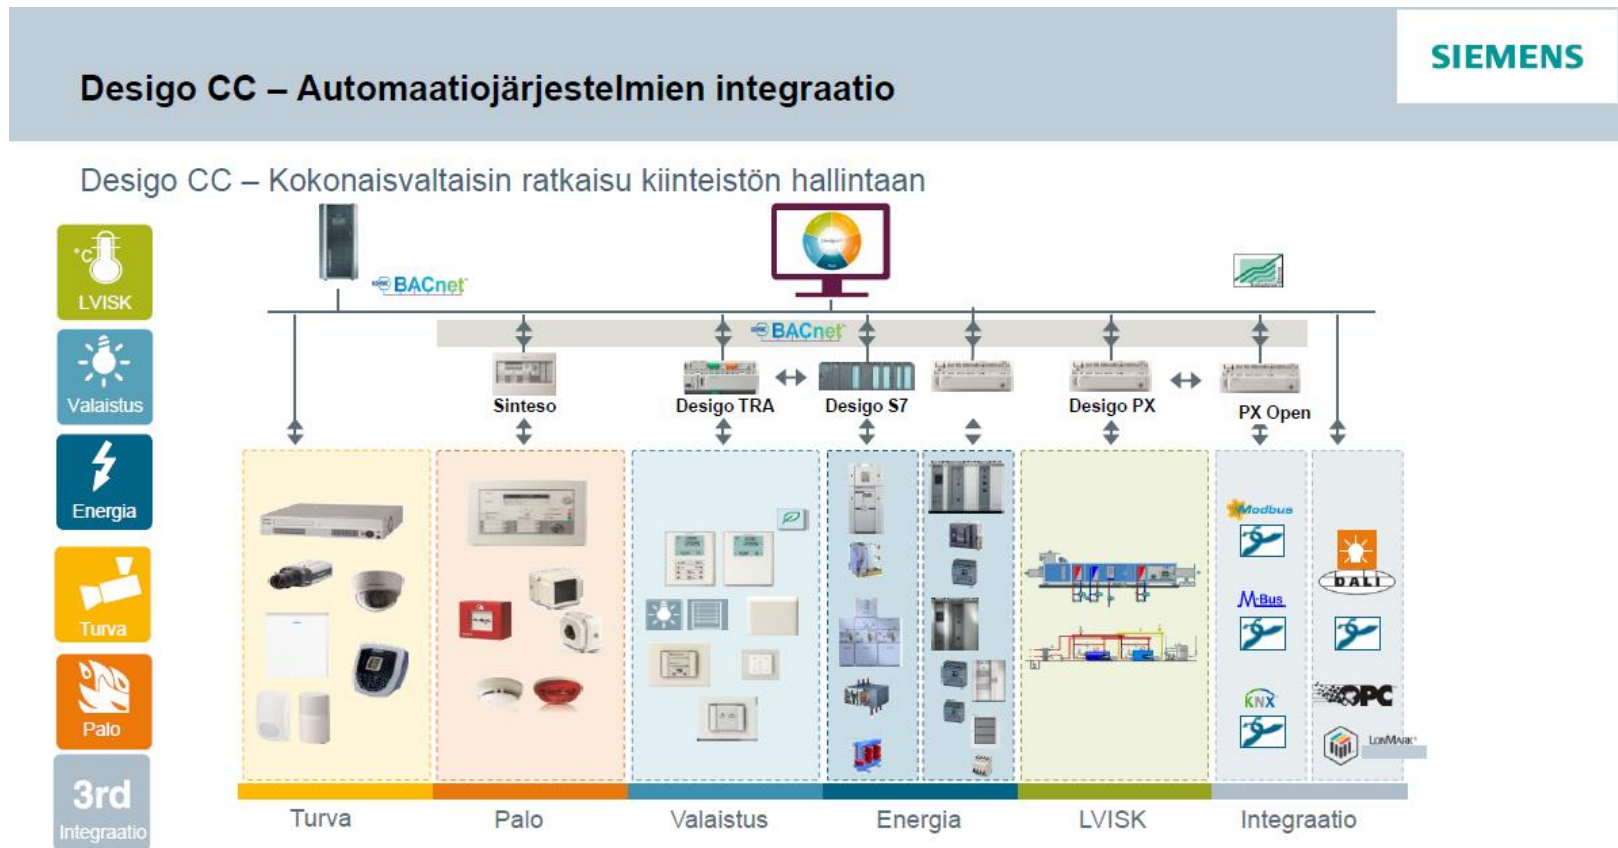 SIEMENS
Desigo CC – Automaatiojärjestelmien integraatio
Desigo CC – Kokonaisvaltaisin ratkaisu kiinteistön hallintaan
°C
LVISK
Valaistus
Energia
Turva
Palo
3rd
Integraatio
BACnet
BACnet
Sinteso
Desigo TRA
Desigo S7
Desigo PX
PX Open
Modbus
M-Bus
KNX
DALI
OPC
LONMARK
Turva
Palo
Valaistus
Energia
LVISK
Integraatio